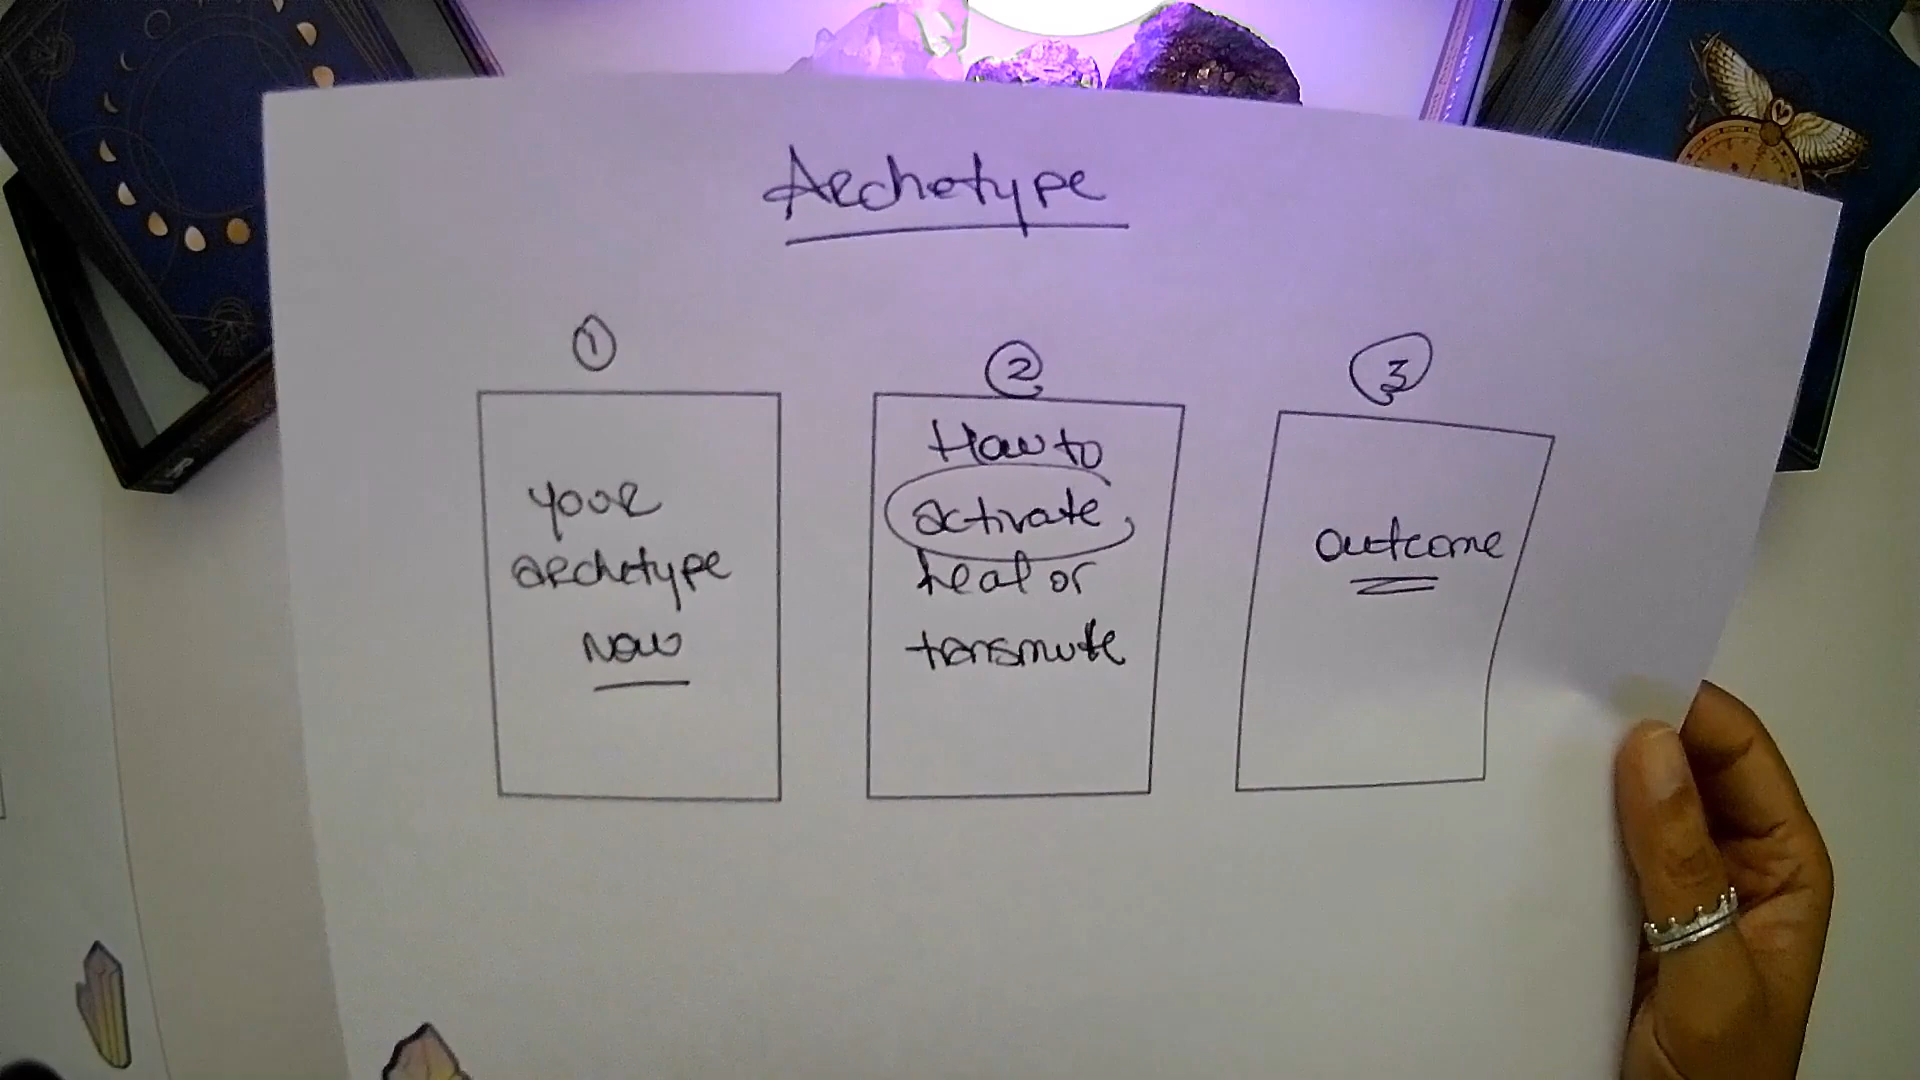 Archetype
1
2
3
your
archetype
now
How to
activate,
heal or
transmute
outcome